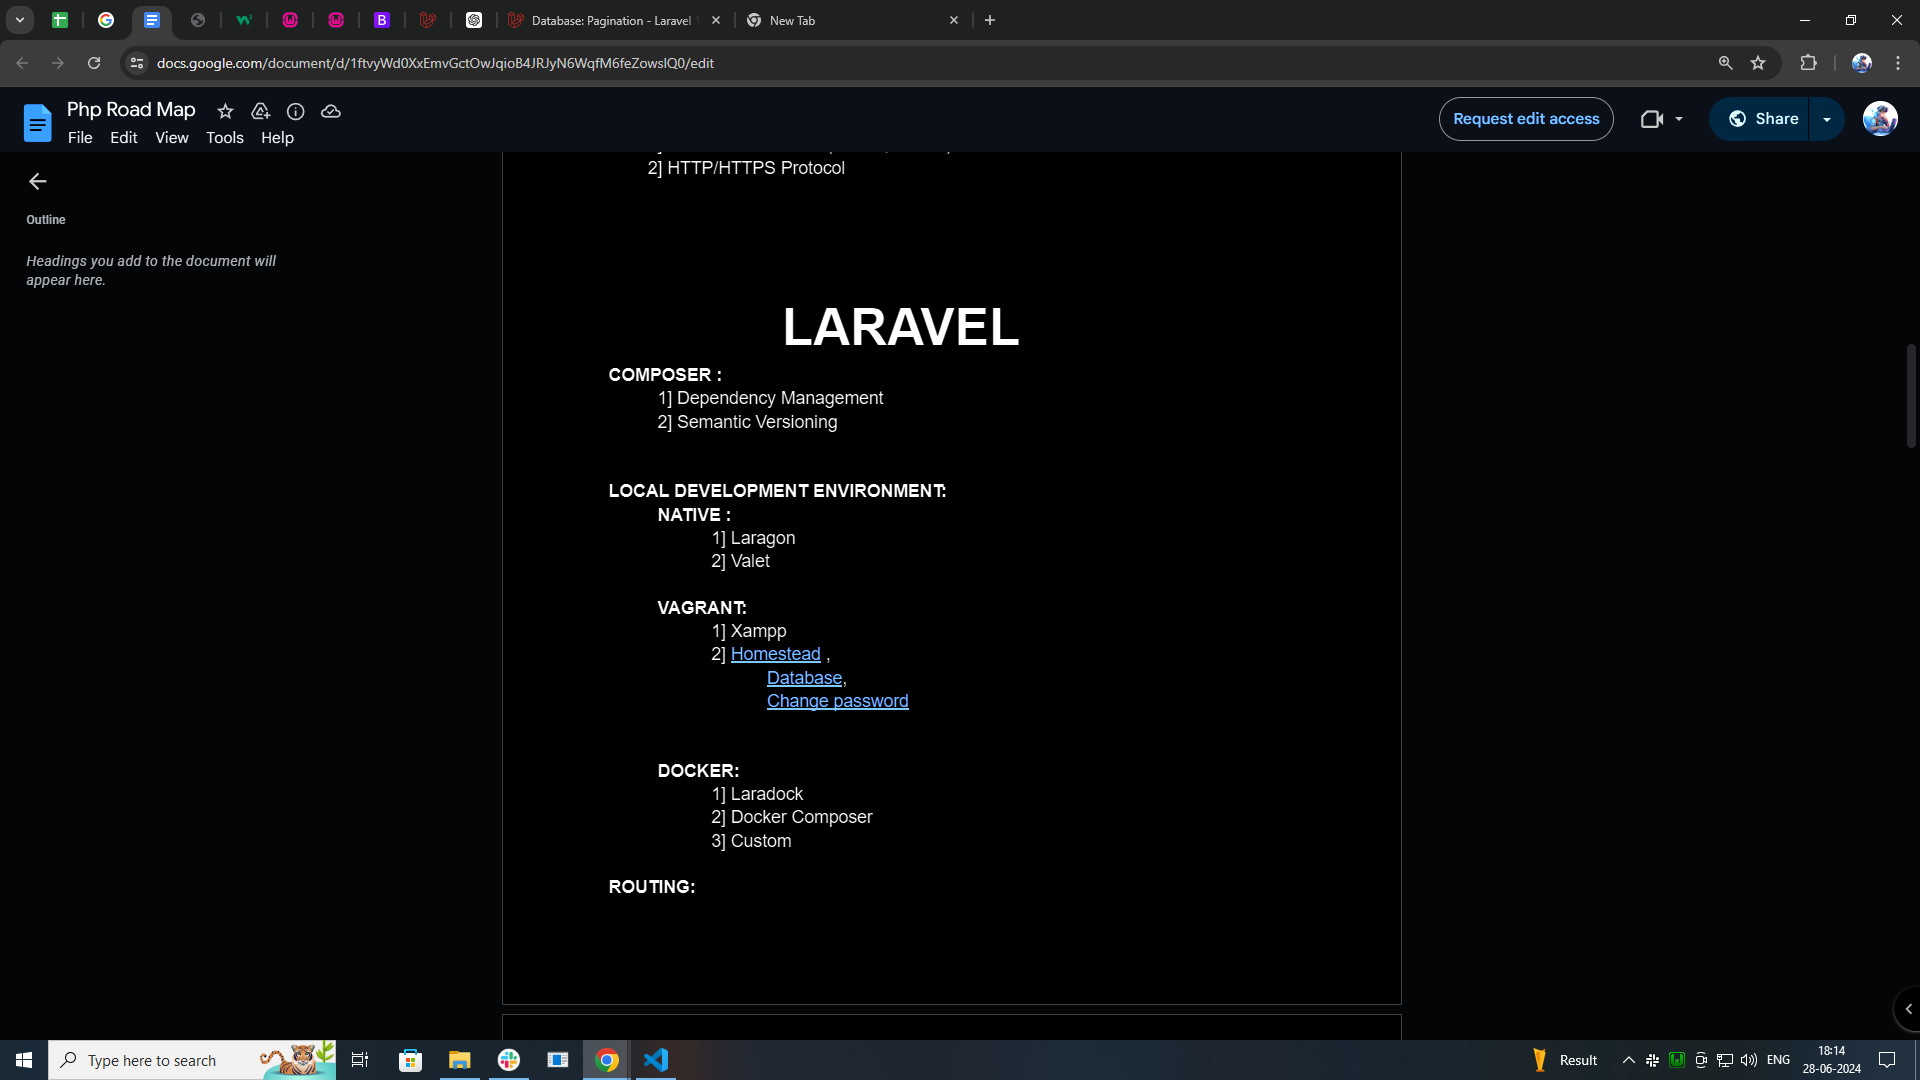 Database: Pagination - Laravel
New Tab
docs.google.com/document/d/1ftvyWd0XxEmvGctOwJqioB4JRJyN6WqfM6feZowslQ0/edit
Php Road Map
File Edit View Tools Help
Request edit access
Share
Outline
Headings you add to the document will
appear here.
2] HTTP/HTTPS Protocol
LARAVEL
COMPOSER :
1] Dependency Management
2] Semantic Versioning
LOCAL DEVELOPMENT ENVIRONMENT:
NATIVE :
1] Laragon
2] Valet
VAGRANT:
1] Xampp
2] Homestead ,
Database,
Change password
DOCKER:
1] Laradock
2] Docker Composer
3] Custom
ROUTING:
Type here to search
Result
ENG
18:14
28-06-2024